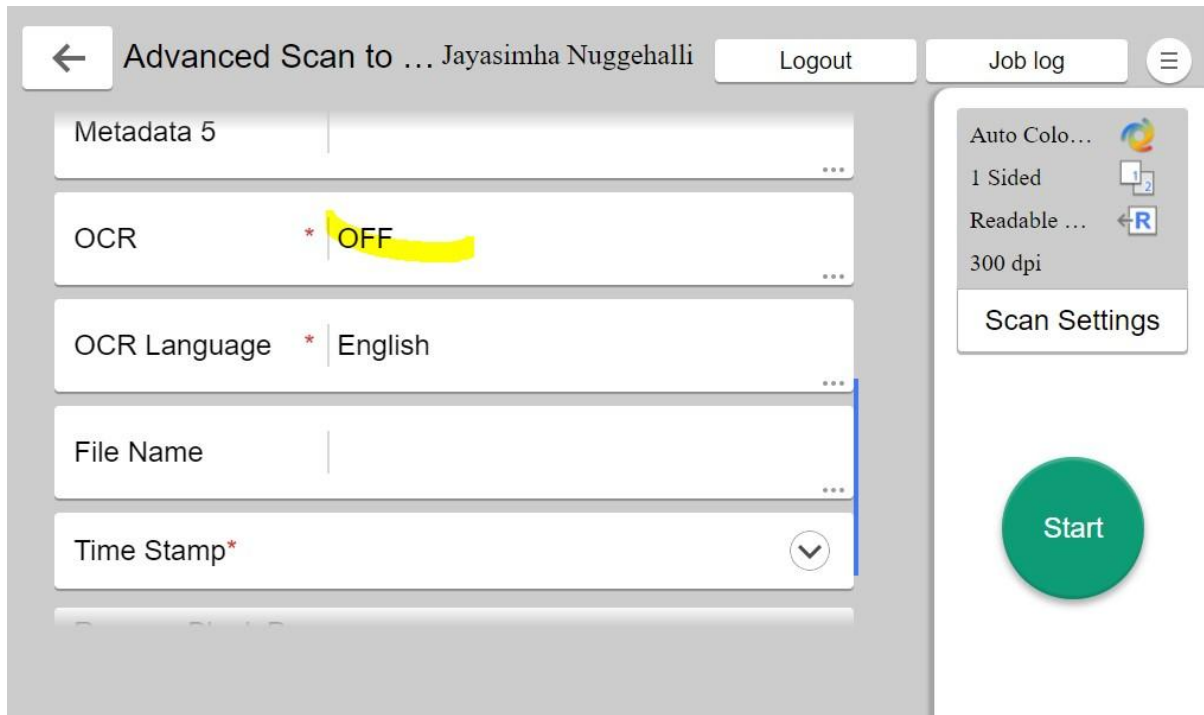 Advanced Scan to ... Jayasimha Nuggehalli Logout Job log
Metadata 5
OCR * OFF
OCR Language * English
File Name
Time Stamp*
Auto Colo...
1 Sided
Readable ...
R
300 dpi
Scan Settings
Start